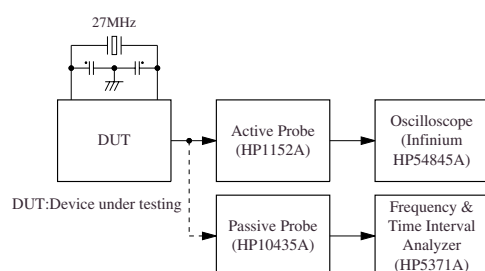 27MHz
DUT
Active Probe
(HP1152A)
Oscilloscope
(Infinium
HP54845A)
DUT:Device under testing
Passive Probe
(HP10435A)
Frequency &
Time Interval
Analyzer
(HP5371A)